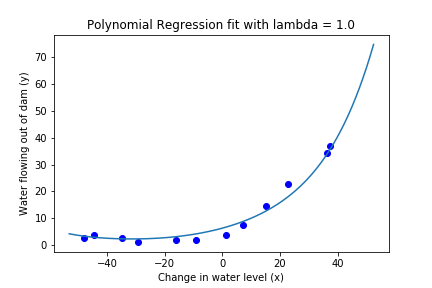 Polynomial Regression fit with lambda = 1.0
70
60
50
40
30
20
10
0
Water flowing out of dam (y)
−40 −20 0 20 40
Change in water level (x)